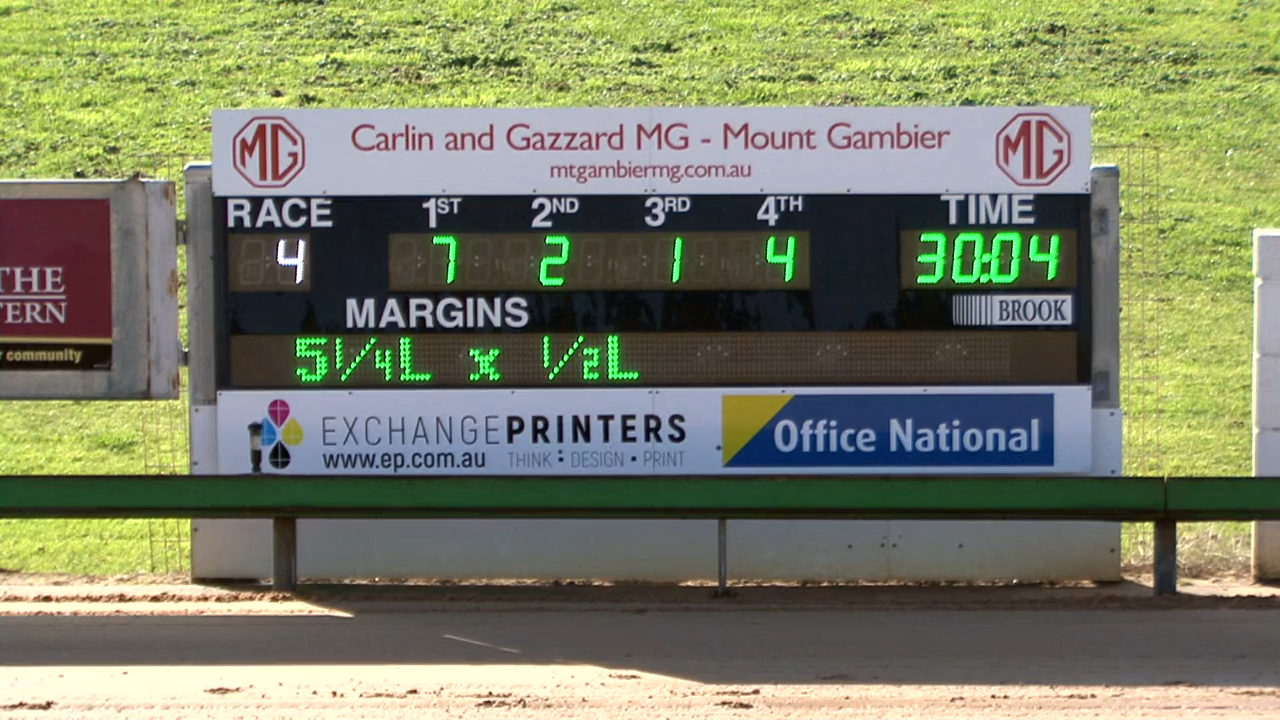 MG Carlin and Gazzard MG - Mount Gambier MG
mtgambiermg.com.au
RACE 1ST 2ND 3RD 4TH TIME
4 7 2 1 4 30:04
MARGINS BROOK
5 1/4L x 1/2L
EXCHANGEPRINTERS
www.ep.com.au THINK : DESIGN • PRINT
Office National
THE
TERN
community